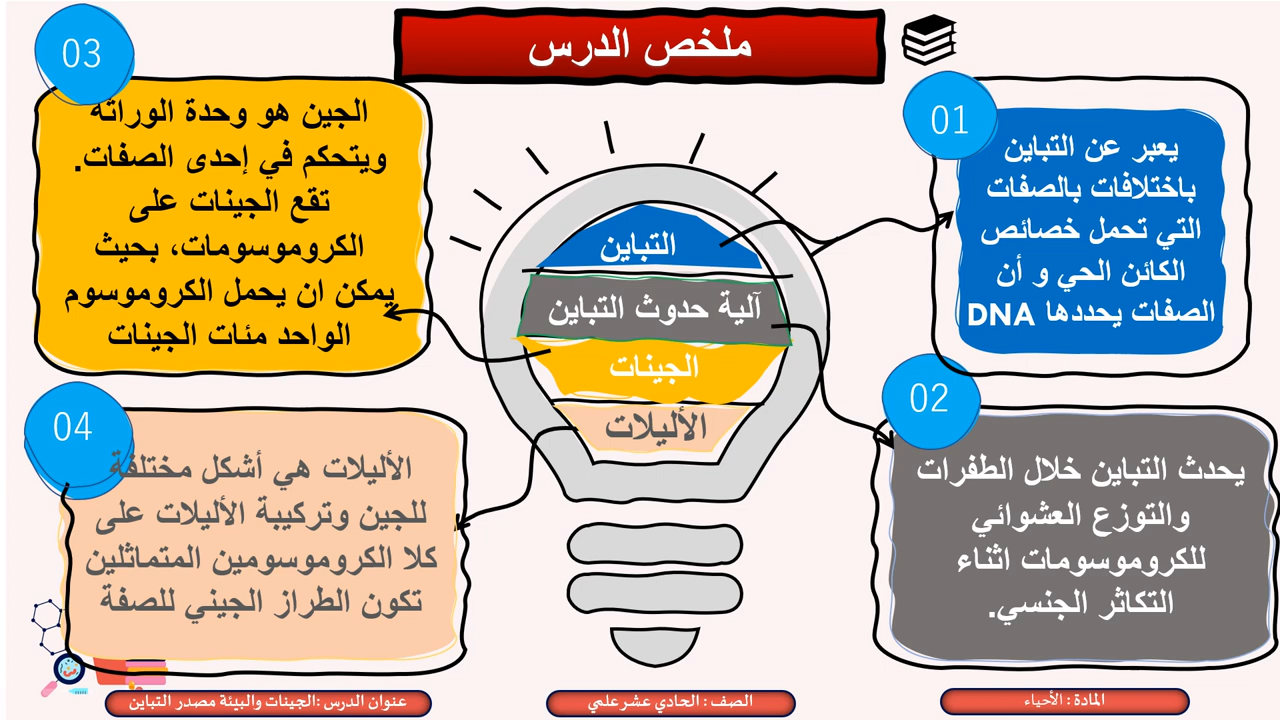 ملخص الدرس
01
يعبر عن التباين
باختلافات بالصفات
التي تحمل خصائص
الكائن الحي و أن
الصفات يحددها DNA
02
يحدث التباين خلال الطفرات
والتوزع العشوائي
للكروموسومات اثناء
التكاثر الجنسي.
03
الجين هو وحدة الوراثة
ويتحكم في إحدى الصفات.
تقع الجينات على
الكروموسومات، بحيث
يمكن ان يحمل الكروموسوم
الواحد مئات الجينات
04
الأليلات هي أشكل مختلفة
للجين وتركيبة الأليلات على
كلا الكروموسومين المتماثلين
تكون الطراز الجيني للصفة
التباين
آلية حدوث التباين
الجينات
الأليلات
المادة : الأحياء
الصف : الحادي عشر علمي
عنوان الدرس :الجينات والبيئة مصدر التباين